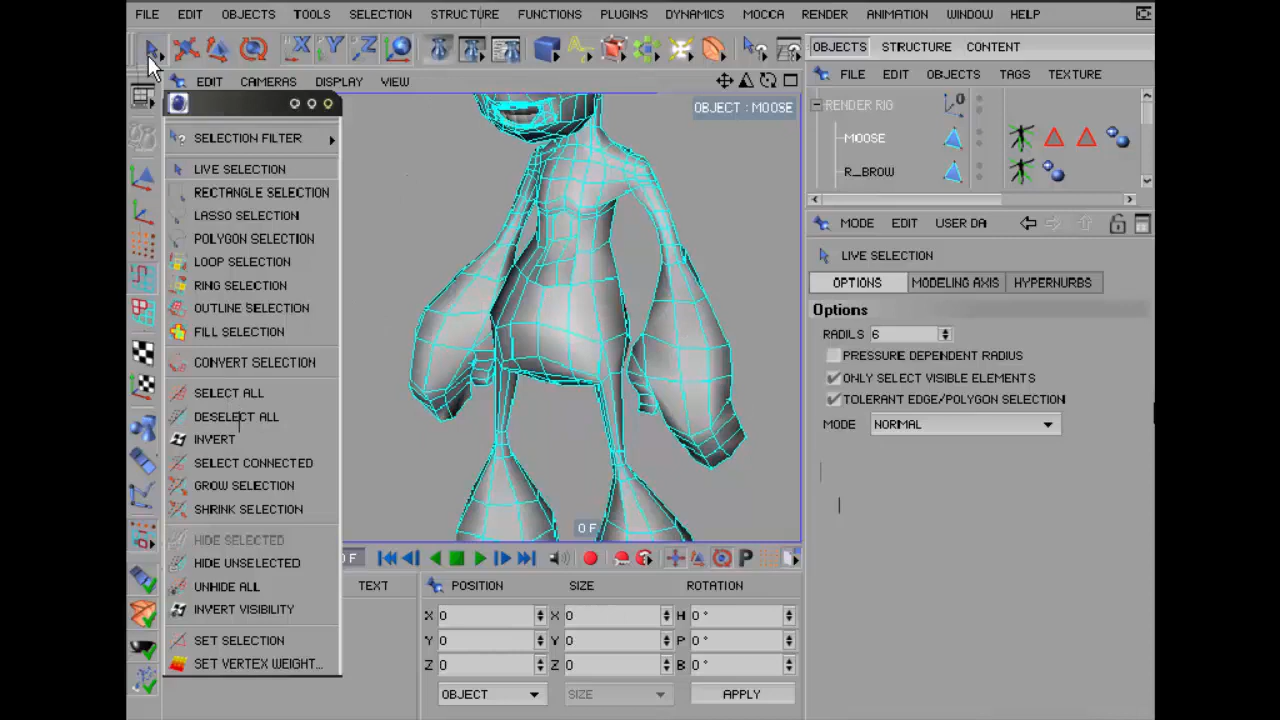 FILE EDIT OBJECTS TOOLS SELECTION STRUCTURE FUNCTIONS PLUGINS DYNAMICS MOCCA RENDER ANIMATION WINDOW HELP
EDIT CAMERAS DISPLAY VIEW
OBJECT : MOOSE
SELECTION FILTER
LIVE SELECTION
RECTANGLE SELECTION
LASSO SELECTION
POLYGON SELECTION
LOOP SELECTION
RING SELECTION
OUTLINE SELECTION
FILL SELECTION
CONVERT SELECTION
SELECT ALL
DESELECT ALL
INVERT
SELECT CONNECTED
GROW SELECTION
SHRINK SELECTION
HIDE SELECTED
HIDE UNSELECTED
UNHIDE ALL
INVERT VISIBILITY
SET SELECTION
SET VERTEX WEIGHT...
0 F
0 F
TEXT
POSITION SIZE ROTATION
X 0 X 0 H 0 °
Y 0 Y 0 P 0 °
Z 0 Z 0 B 0 °
OBJECT SIZE APPLY
OBJECTS STRUCTURE CONTENT
FILE EDIT OBJECTS TAGS TEXTURE
RENDER RIG
MOOSE
R_BROW
MODE EDIT USER DA
LIVE SELECTION
OPTIONS MODELING AXIS HYPERNURBS
Options
RADILS 6
PRESSURE DEPENDENT RADIUS
ONLY SELECT VISIBLE ELEMENTS
TOLERANT EDGE/POLYGON SELECTION
MODE NORMAL